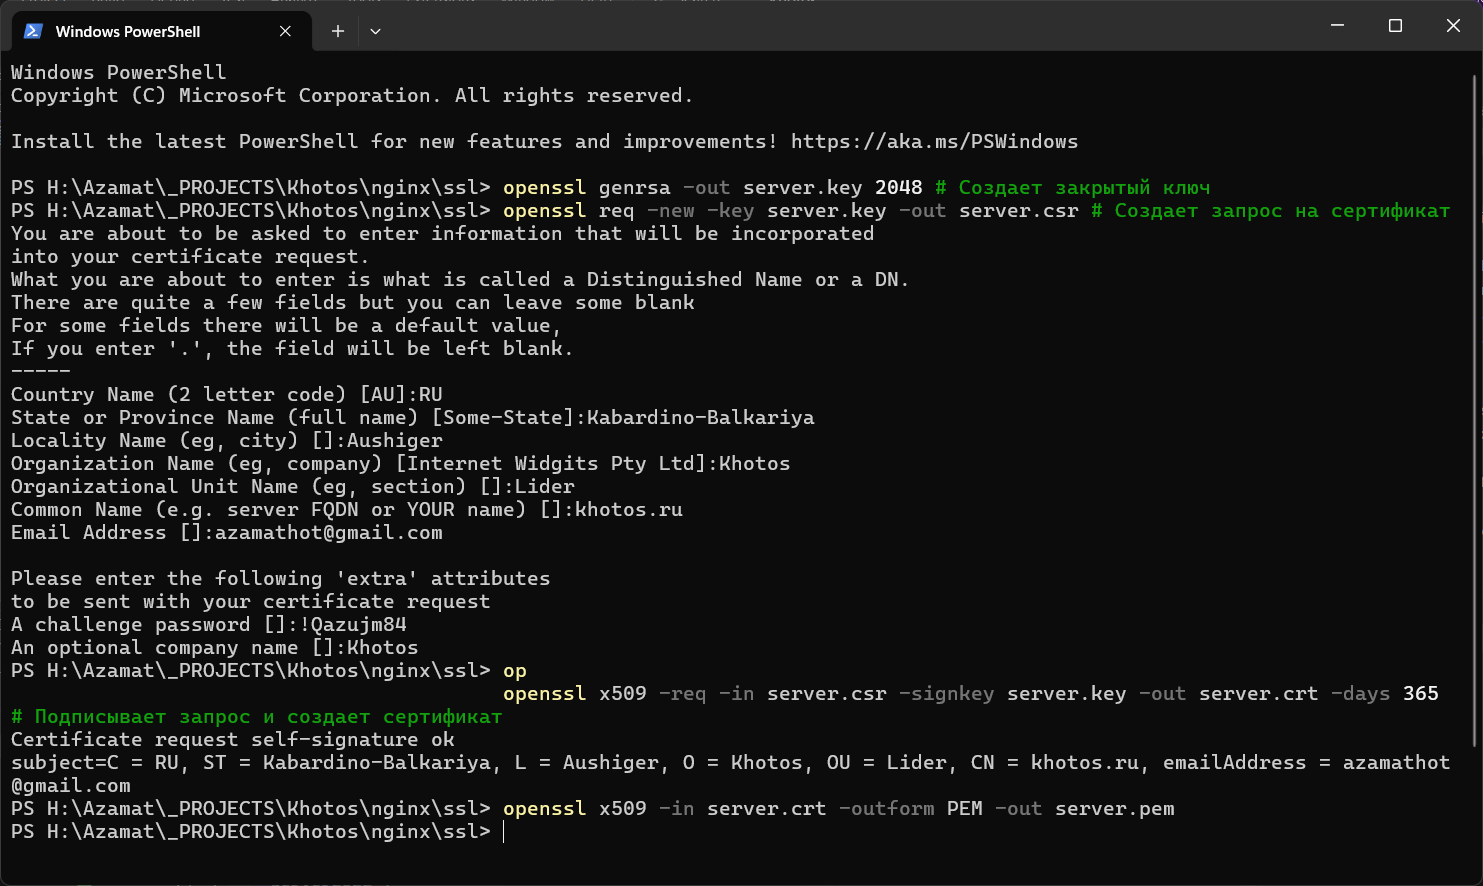 Windows PowerShell
Windows PowerShell
Copyright (C) Microsoft Corporation. All rights reserved.
Install the latest PowerShell for new features and improvements! https://aka.ms/PSWindows
PS H:\Azamat\_PROJECTS\Khotos\nginx\ssl> openssl genrsa -out server.key 2048 # Создает закрытый ключ
PS H:\Azamat\_PROJECTS\Khotos\nginx\ssl> openssl req -new -key server.key -out server.csr # Создает запрос на сертификат
You are about to be asked to enter information that will be incorporated
into your certificate request.
What you are about to enter is what is called a Distinguished Name or a DN.
There are quite a few fields but you can leave some blank
For some fields there will be a default value,
If you enter '.', the field will be left blank.
-----
Country Name (2 letter code) [AU]:RU
State or Province Name (full name) [Some-State]:Kabardino-Balkariya
Locality Name (eg, city) []:Aushiger
Organization Name (eg, company) [Internet Widgits Pty Ltd]:Khotos
Organizational Unit Name (eg, section) []:Lider
Common Name (e.g. server FQDN or YOUR name) []:khotos.ru
Email Address []:azamathot@gmail.com
Please enter the following 'extra' attributes
to be sent with your certificate request
A challenge password []:!Qazujm84
An optional company name []:Khotos
PS H:\Azamat\_PROJECTS\Khotos\nginx\ssl> op
openssl x509 -req -in server.csr -signkey server.key -out server.crt -days 365
# Подписывает запрос и создает сертификат
Certificate request self-signature ok
subject=C = RU, ST = Kabardino-Balkariya, L = Aushiger, O = Khotos, OU = Lider, CN = khotos.ru, emailAddress = azamathot
@gmail.com
PS H:\Azamat\_PROJECTS\Khotos\nginx\ssl> openssl x509 -in server.crt -outform PEM -out server.pem
PS H:\Azamat\_PROJECTS\Khotos\nginx\ssl>